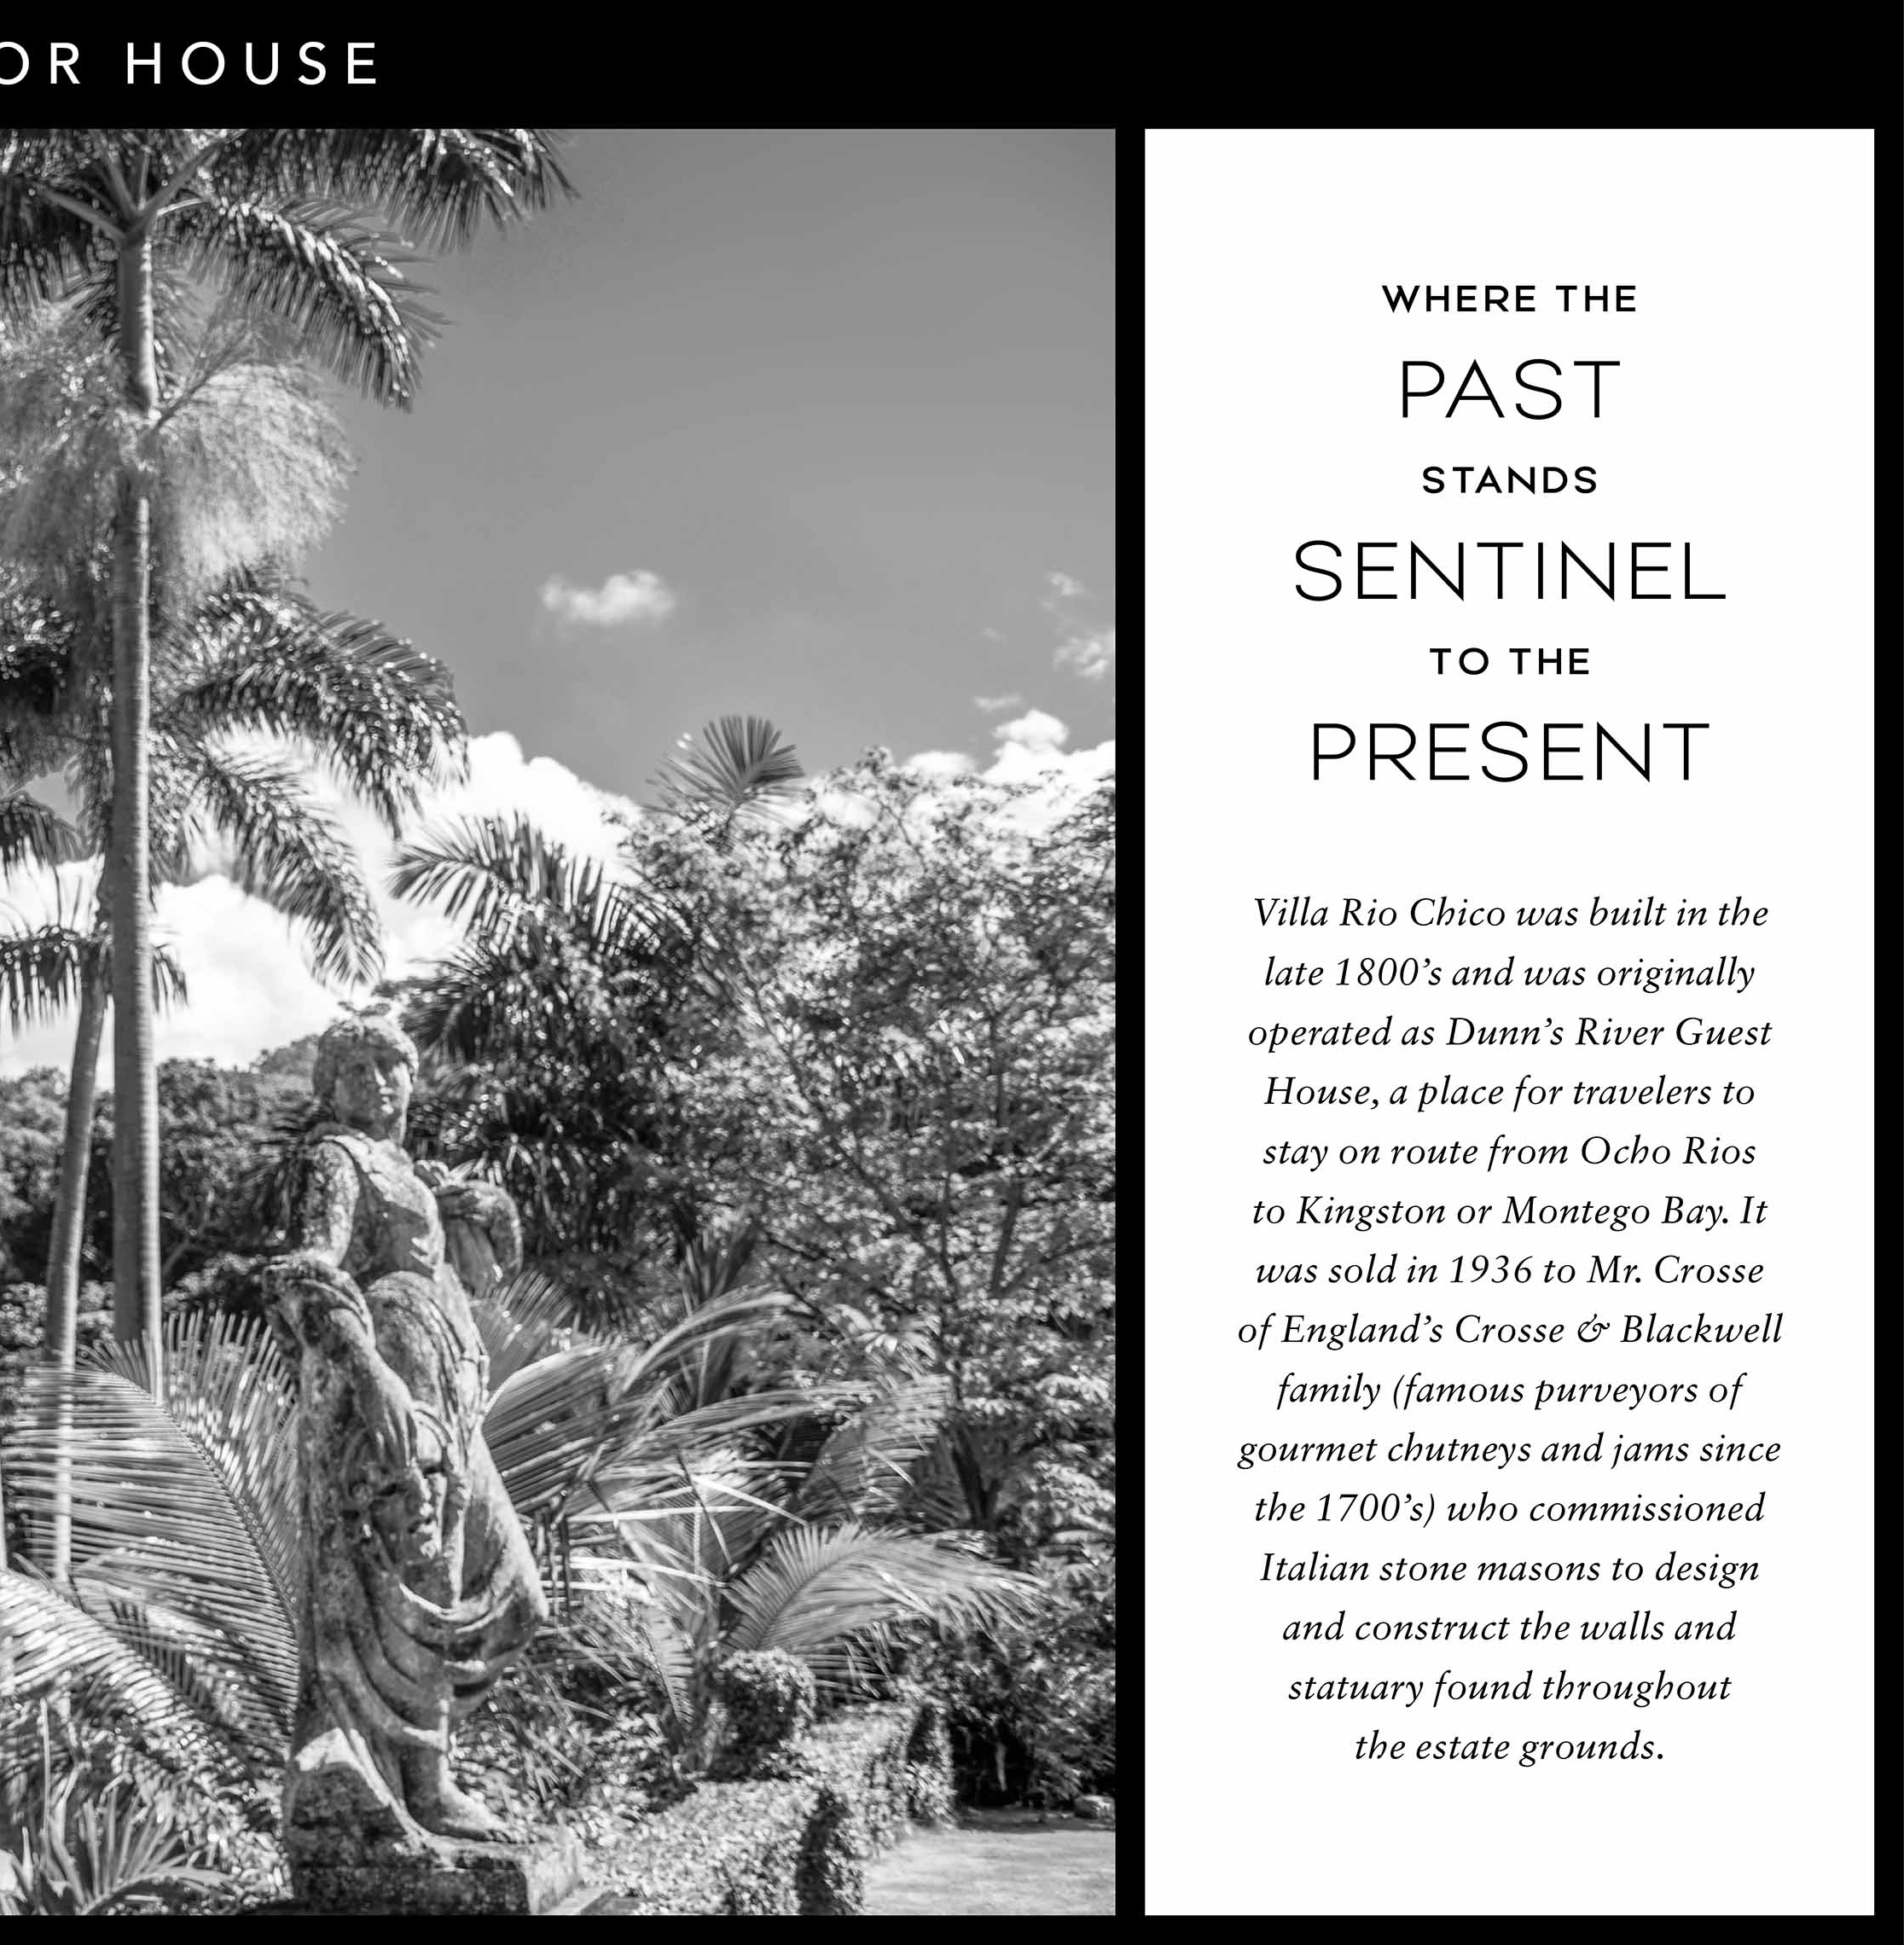 OR HOUSE
WHERE THE
PAST
STANDS
SENTINEL
TO THE
PRESENT
Villa Rio Chico was built in the
late 1800’s and was originally
operated as Dunn’s River Guest
House, a place for travelers to
stay on route from Ocho Rios
to Kingston or Montego Bay. It
was sold in 1936 to Mr. Crosse
of England’s Crosse & Blackwell
family (famous purveyors of
gourmet chutneys and jams since
the 1700’s) who commissioned
Italian stone masons to design
and construct the walls and
statuary found throughout
the estate grounds.